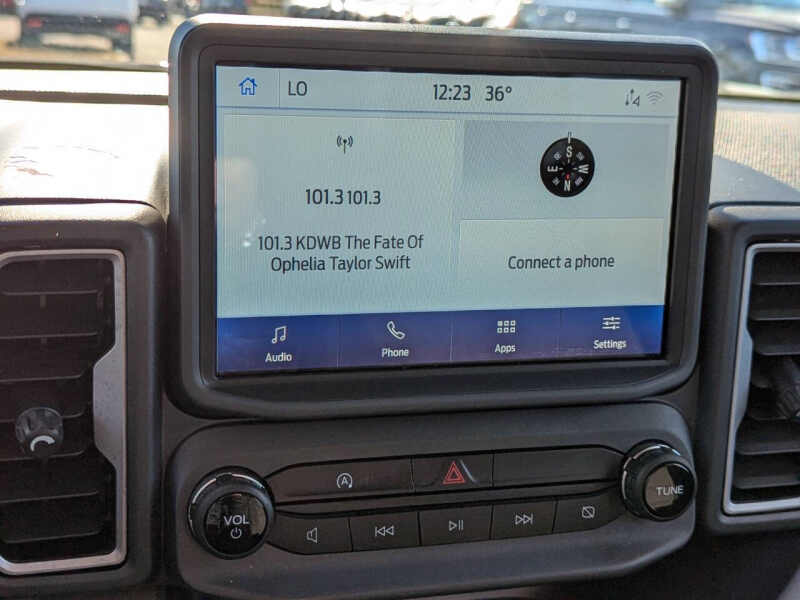 LO
12:23 36°
101.3 101.3
101.3 KDWB The Fate Of
Ophelia Taylor Swift
S
E W
N
Connect a phone
Audio
Phone
Apps
Settings
A
VOL
TUNE